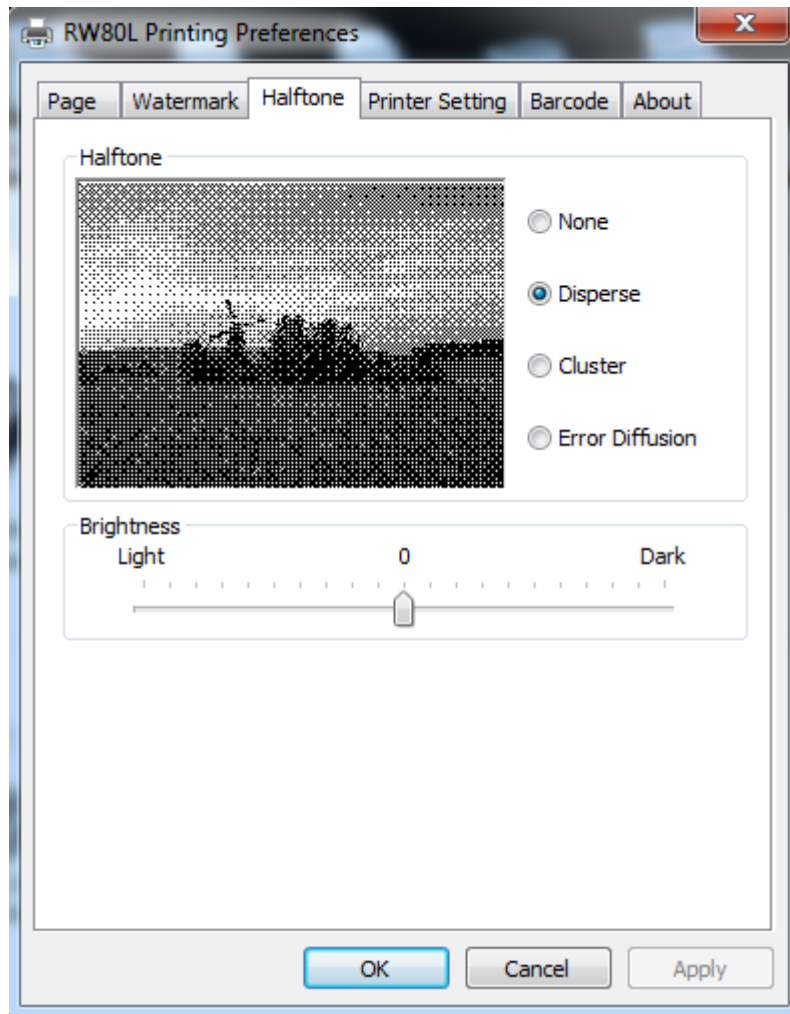 RW80L Printing Preferences
Page Watermark Halftone Printer Setting Barcode About
Halftone
None
Disperse
Cluster
Error Diffusion
Brightness
Light 0 Dark
OK Cancel Apply